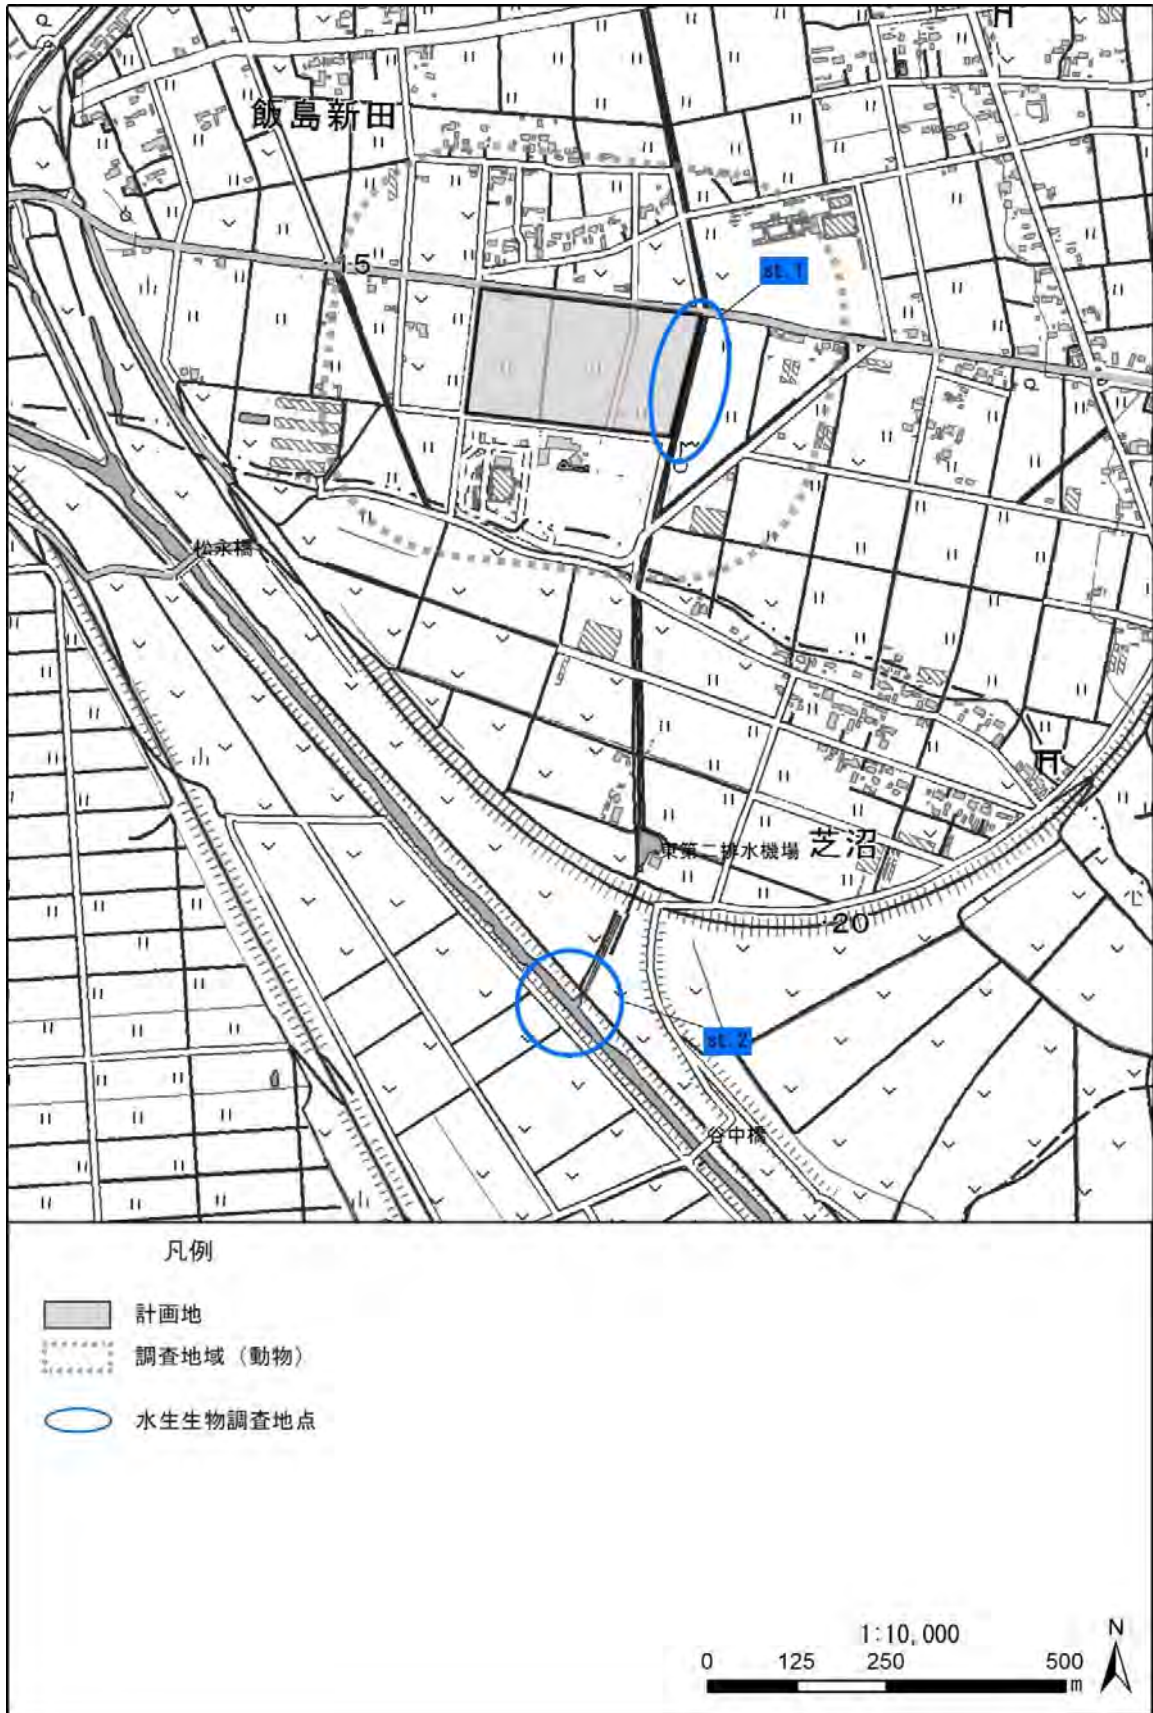 飯島新田
15
st.1
松永橋
東第二排水機場
芝沼
20
st.2
谷中橋
凡例
計画地
調査地域（動物）
水生生物調査地点
1:10,000
N
0 125 250 500
m